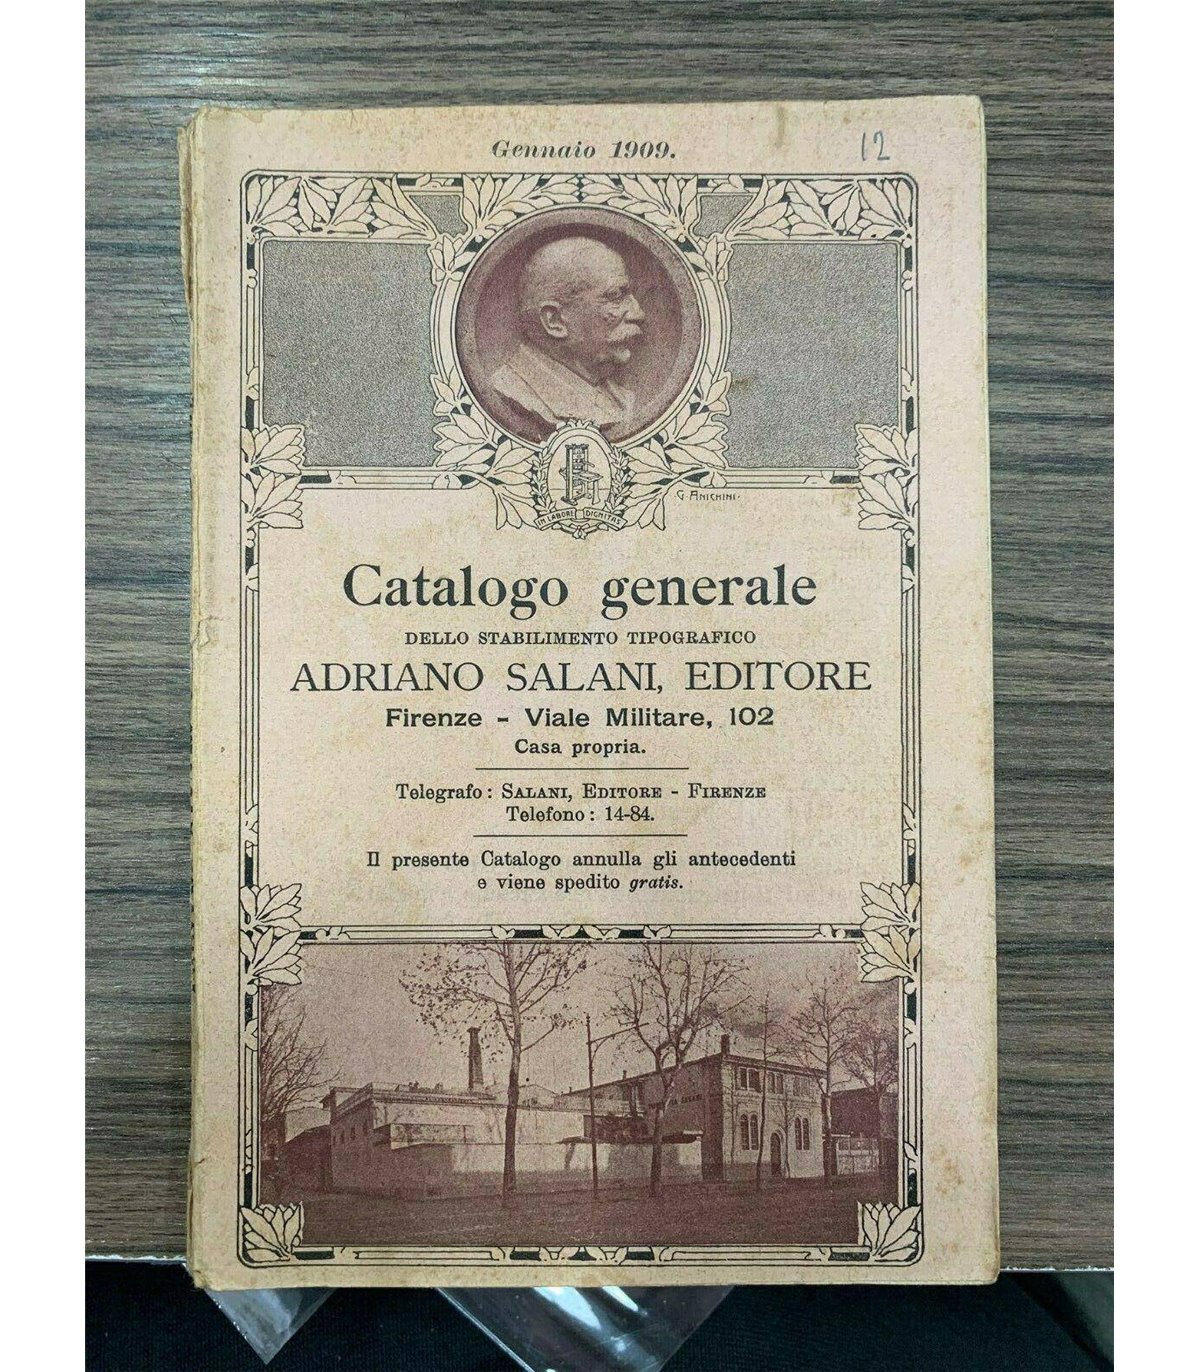 Gennaio 1909.
12
IN LABORE DIGNITAS
G. ANICHINI.
Catalogo generale
DELLO STABILIMENTO TIPOGRAFICO
ADRIANO SALANI, EDITORE
Firenze - Viale Militare, 102
Casa propria.
Telegrafo: SALANI, EDITORE - FIRENZE
Telefono: 14-84.
Il presente Catalogo annulla gli antecedenti
e viene spedito gratis.